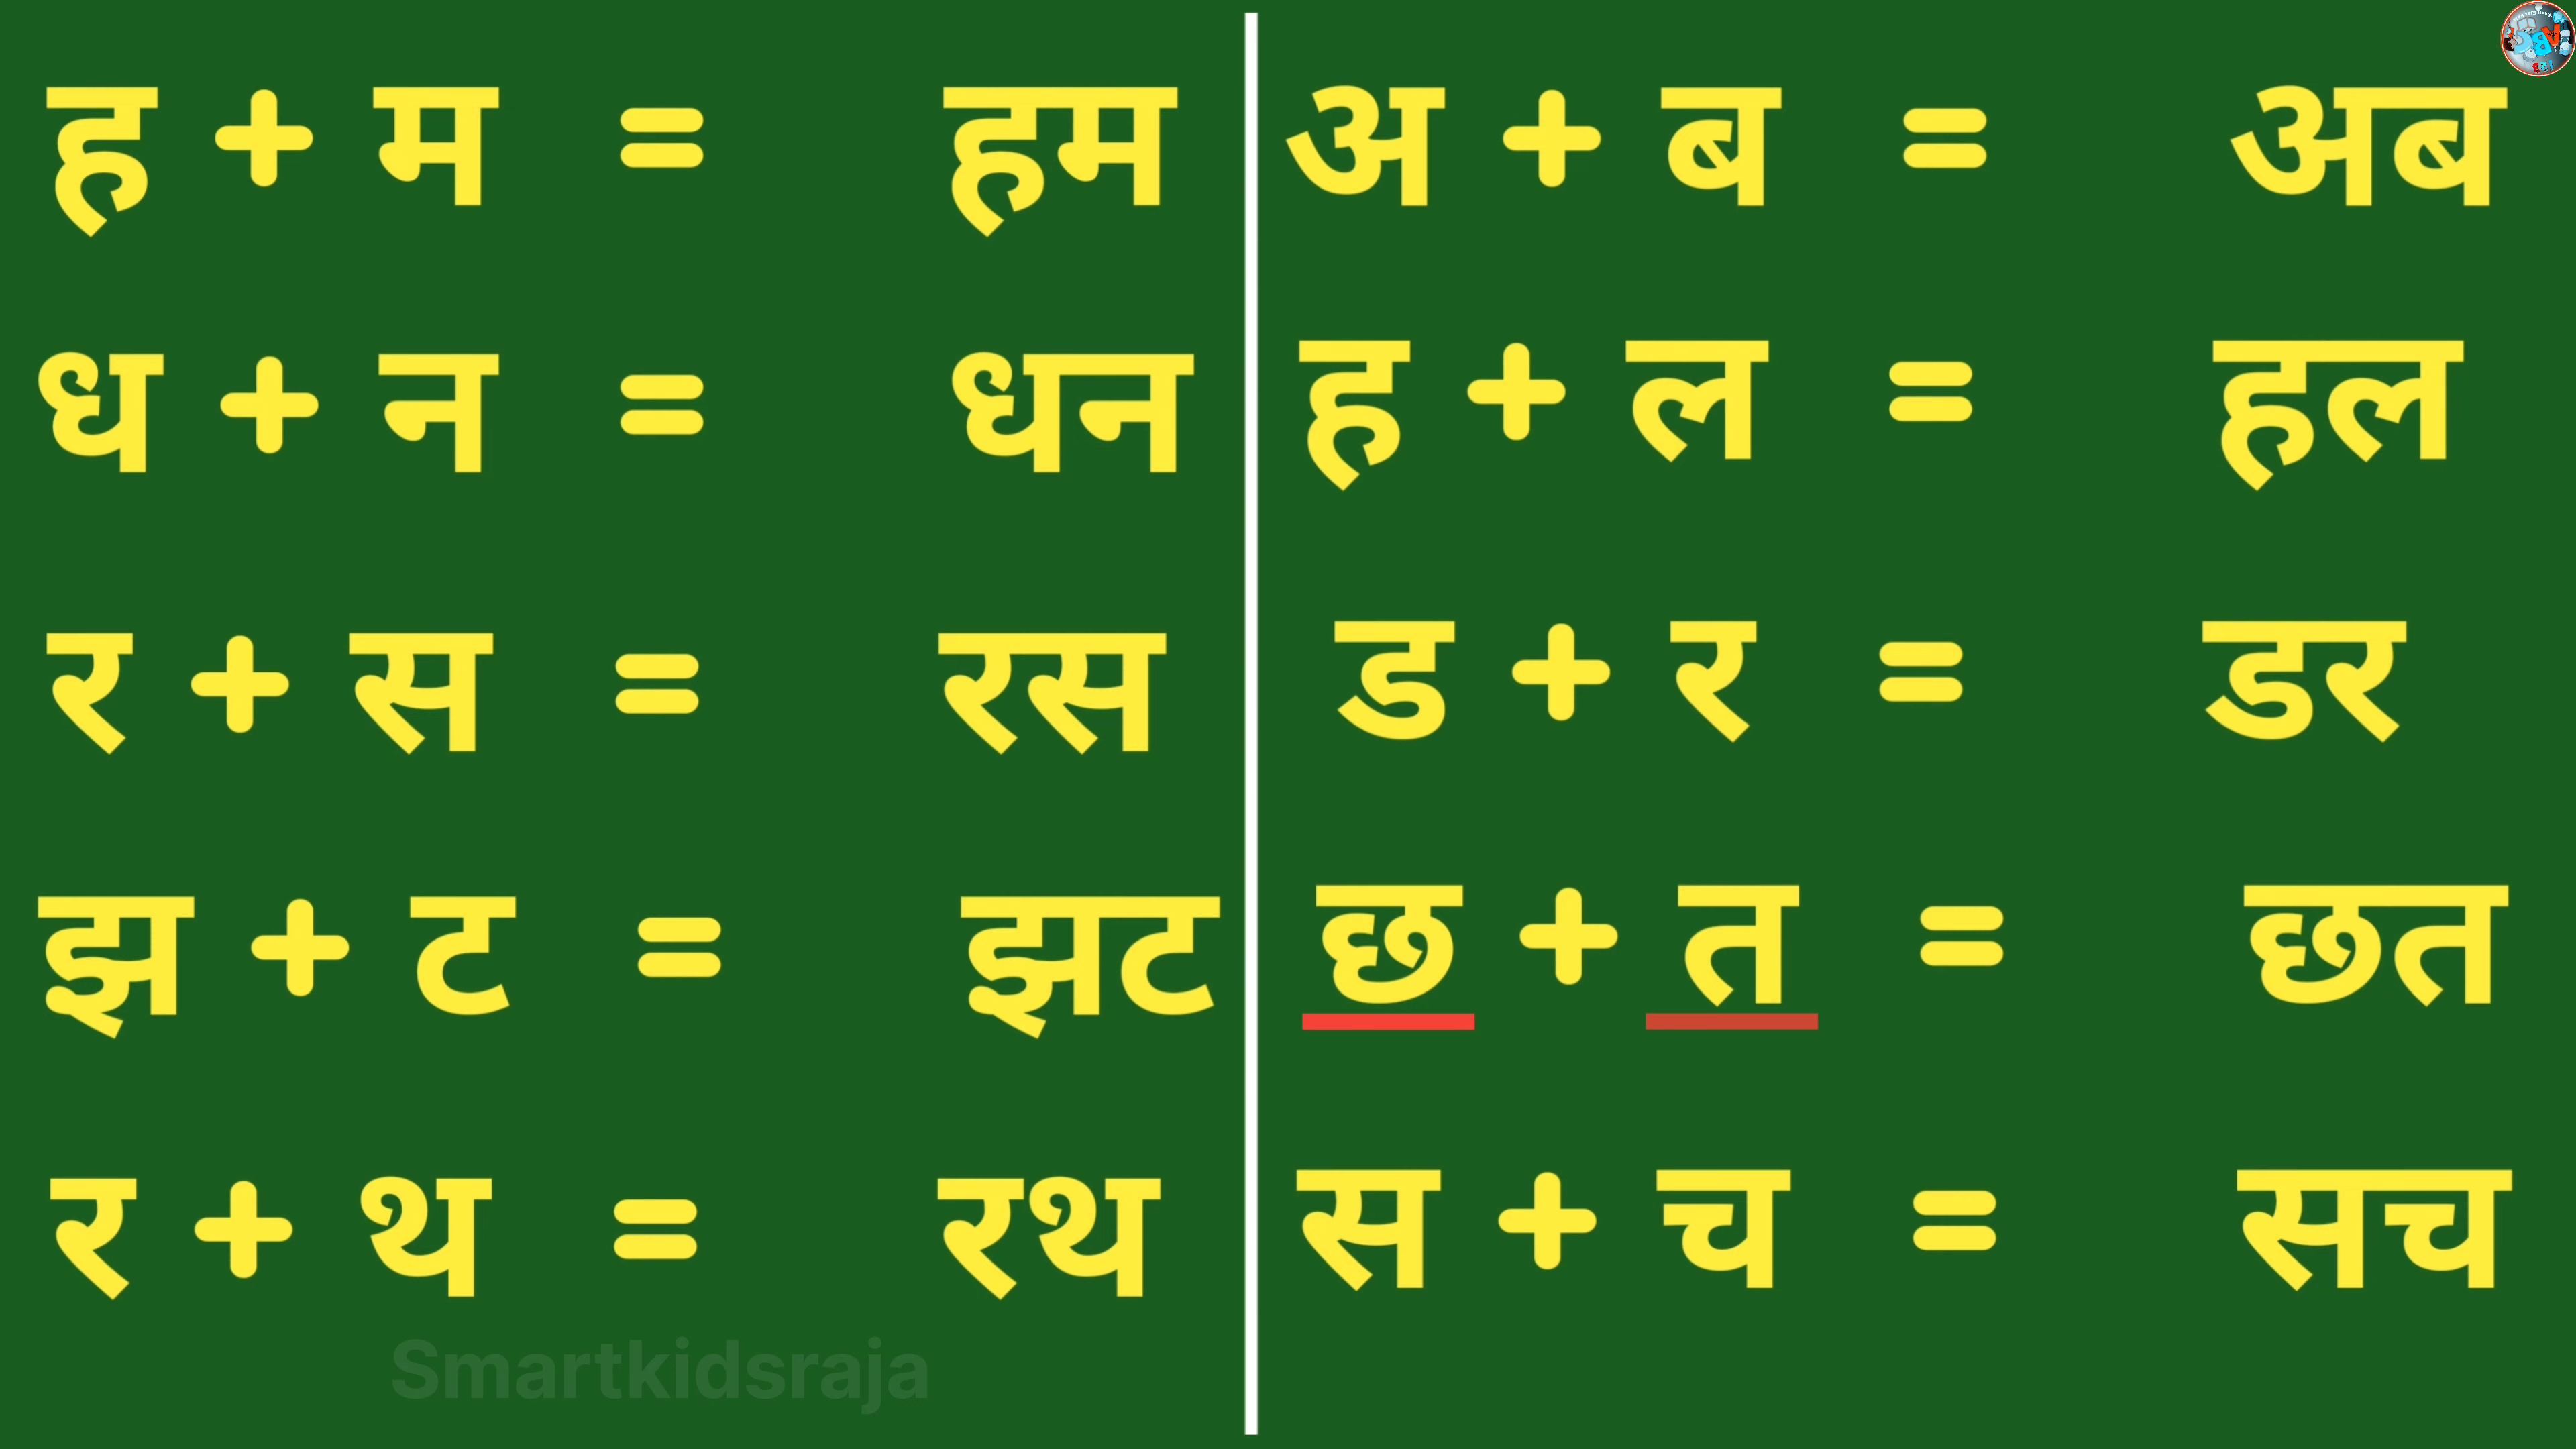 ह + म = हम
ध + न = धन
र + स = रस
झ + ट = झट
र + थ = रथ
अ + ब = अब
ह + ल = हल
ड + र = डर
छ + त = छत
स + च = सच
Smartkidsraja